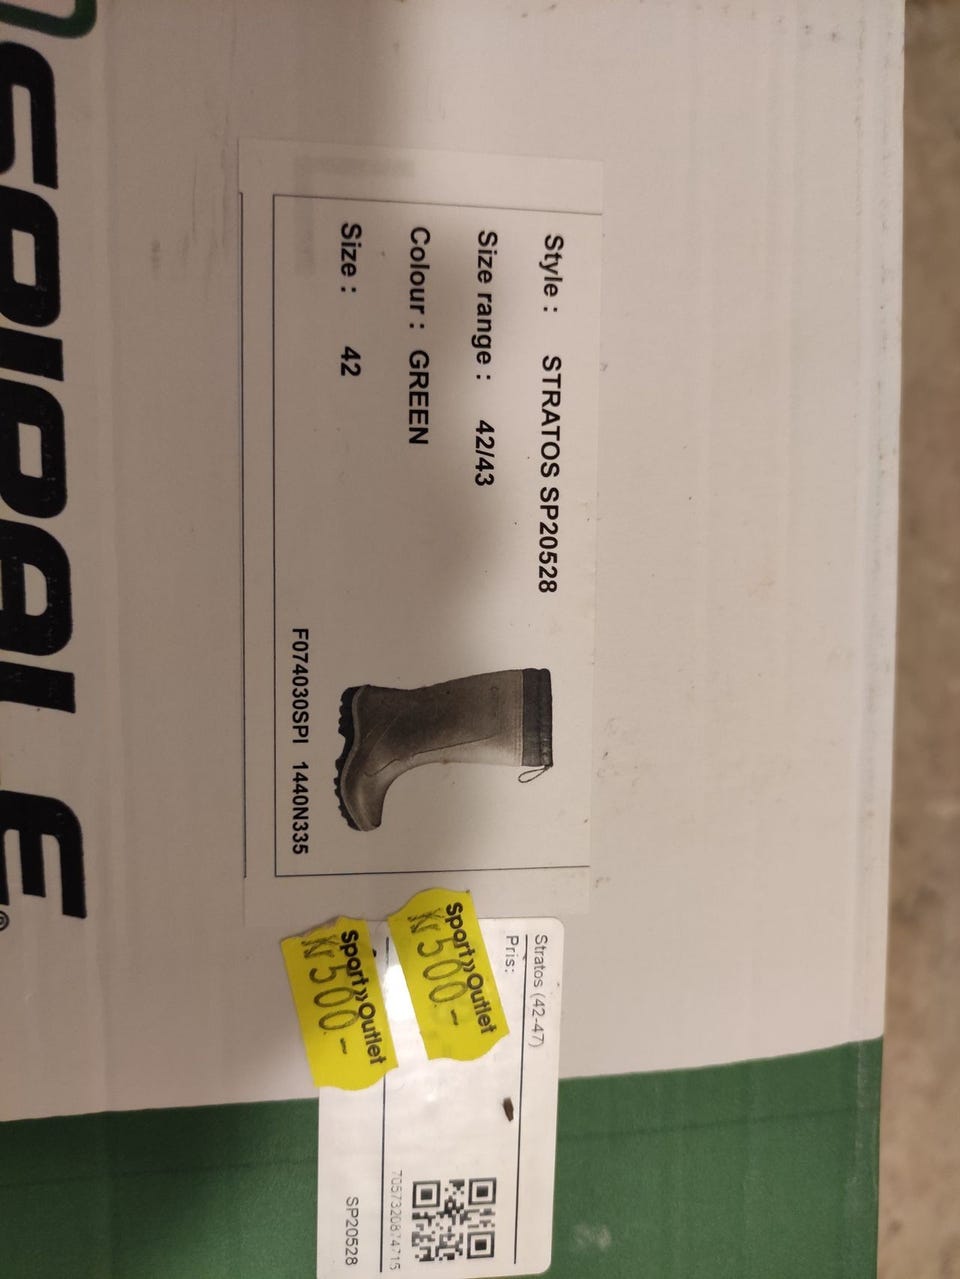 SCRIPALE®
Style : STRATOS SP20528
Size range : 42/43
Colour : GREEN
Size : 42
F074030SPI 1440N335
Stratos (42-47)
Pris:
Sport»Outlet
Kr 500.-
Sport»Outlet
Kr 500.-
SP20528